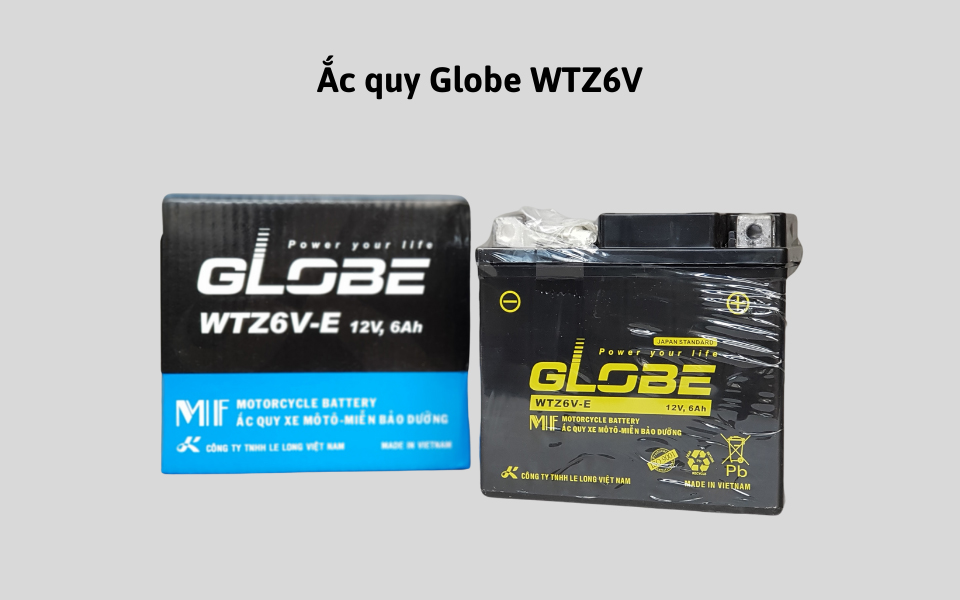 Ắc quy Globe WTZ6V
Power your life
GLOBE
WTZ6V-E 12V, 6Ah
MF MOTORCYCLE BATTERY
ẮC QUY XE MÔTÔ-MIỄN BẢO DƯỠNG
CÔNG TY TNHH LE LONG VIỆT NAM MADE IN VIETNAM
JAPAN STANDARD
Power your life
GLOBE
WTZ6V-E 12V, 6Ah
MF MOTORCYCLE BATTERY
ẮC QUY XE MÔTÔ-MIỄN BẢO DƯỠNG
ISO 9001
Pb
CÔNG TY TNHH LE LONG VIỆT NAM MADE IN VIETNAM